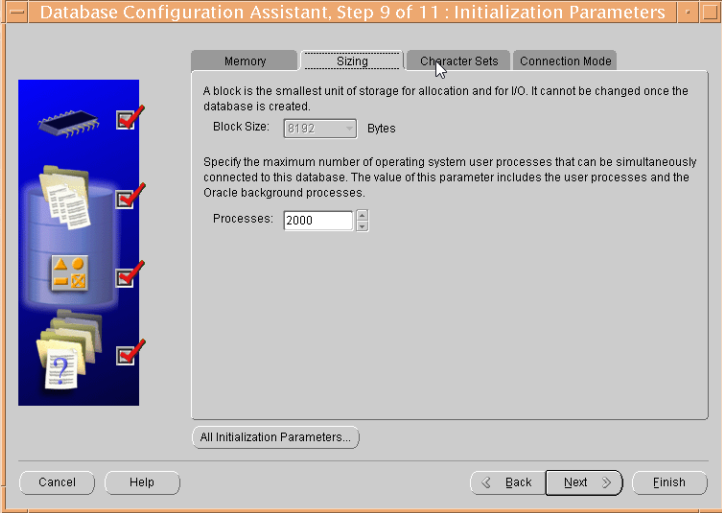 Database Configuration Assistant, Step 9 of 11 : Initialization Parameters
Memory
Sizing
Character Sets
Connection Mode
A block is the smallest unit of storage for allocation and for I/O. It cannot be changed once the
database is created.
Block Size: 8192 Bytes
Specify the maximum number of operating system user processes that can be simultaneously
connected to this database. The value of this parameter includes the user processes and the
Oracle background processes.
Processes: 2000
?
All Initialization Parameters...
Cancel
Help
Back
Next
Finish